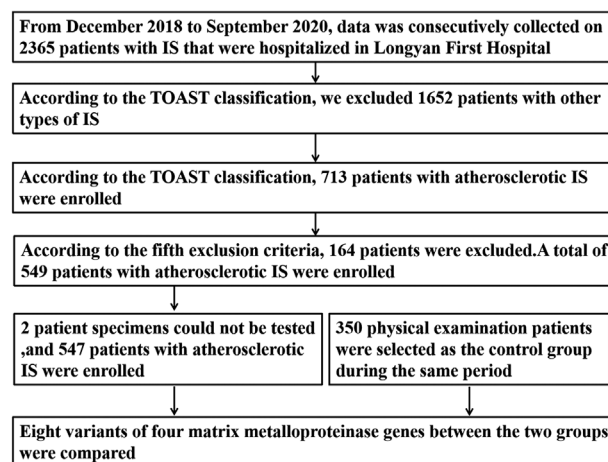 From December 2018 to September 2020, data was consecutively collected on
2365 patients with IS that were hospitalized in Longyan First Hospital
According to the TOAST classification, we excluded 1652 patients with other
types of IS
According to the TOAST classification, 713 patients with atherosclerotic IS
were enrolled
According to the fifth exclusion criteria, 164 patients were excluded.A total of
549 patients with atherosclerotic IS were enrolled
2 patient specimens could not be tested
,and 547 patients with atherosclerotic
IS were enrolled
350 physical examination patients
were selected as the control group
during the same period
Eight variants of four matrix metalloproteinase genes between the two groups
were compared